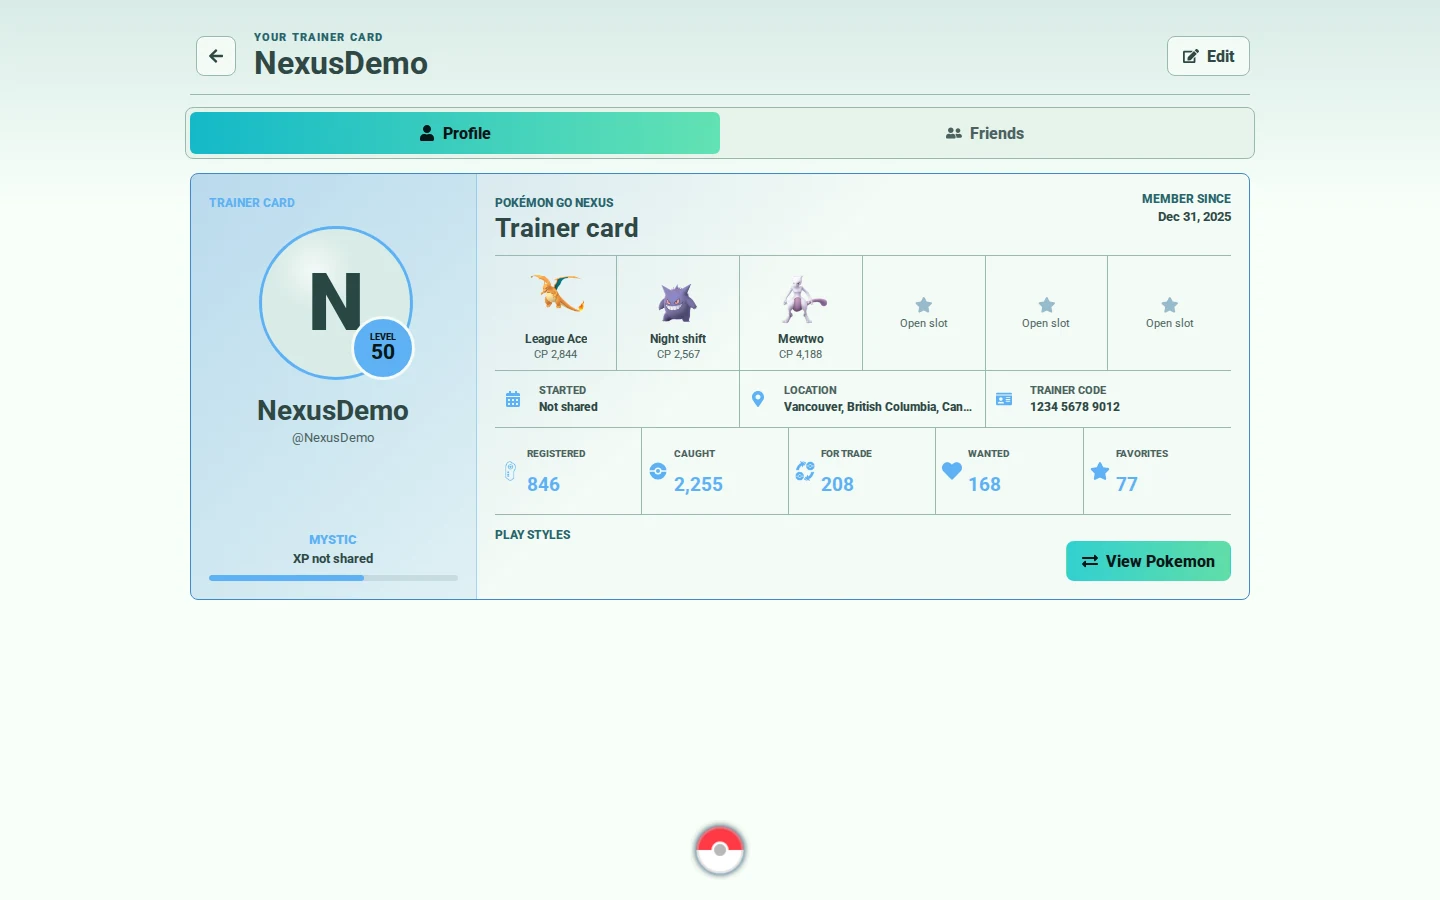 YOUR TRAINER CARD
NexusDemo
Edit
Profile
Friends
TRAINER CARD
N
LEVEL
50
NexusDemo
@NexusDemo
MYSTIC
XP not shared
POKÉMON GO NEXUS
Trainer card
MEMBER SINCE
Dec 31, 2025
League Ace
CP 2,844
Night shift
CP 2,567
Mewtwo
CP 4,188
Open slot
Open slot
Open slot
STARTED
Not shared
LOCATION
Vancouver, British Columbia, Can...
TRAINER CODE
1234 5678 9012
REGISTERED
846
CAUGHT
2,255
FOR TRADE
208
WANTED
168
FAVORITES
77
PLAY STYLES
View Pokemon